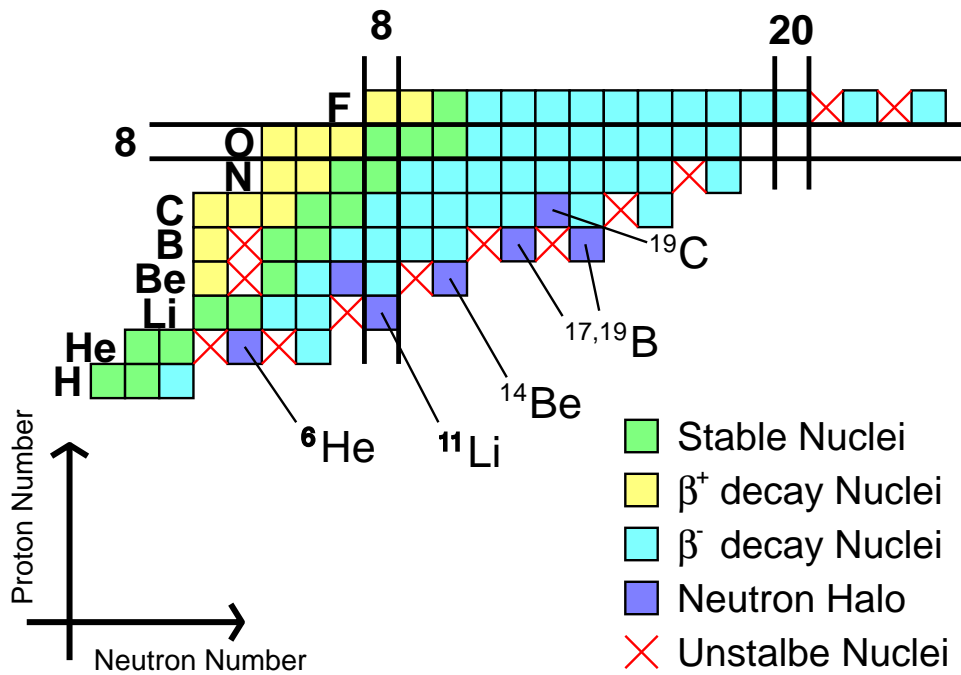 8
20
F
8
O
N
C
B
Be
Li
He
H
¹⁹C
¹⁷,¹⁹B
¹⁴Be
⁶He
¹¹Li
Stable Nuclei
β⁺ decay Nuclei
β⁻ decay Nuclei
Neutron Halo
Unstalbe Nuclei
Proton Number
Neutron Number